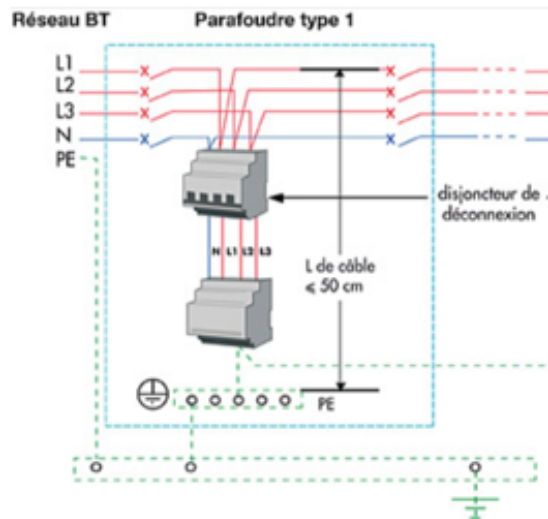 Réseau BT
Parafoudre type 1
L1
L2
L3
N
PE
disjoncteur de
déconnexion
N L1 L2 L3
L de câble
⩽ 50 cm
PE